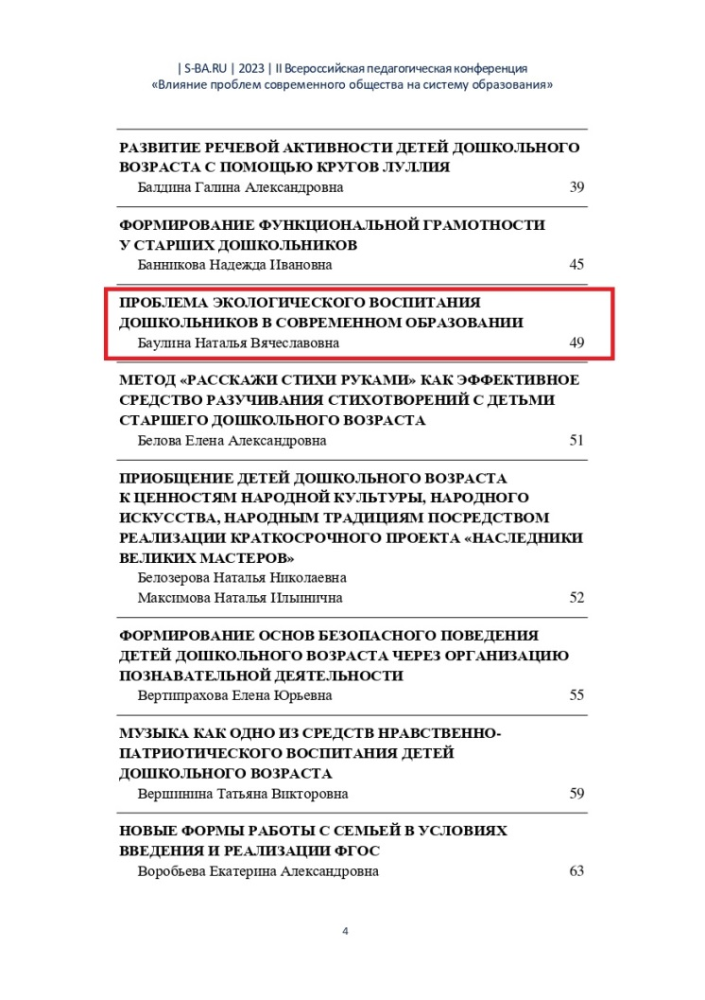 | S-BA.RU | 2023 | II Всероссийская педагогическая конференция
«Влияние проблем современного общества на систему образования»
РАЗВИТИЕ РЕЧЕВОЙ АКТИВНОСТИ ДЕТЕЙ ДОШКОЛЬНОГО
ВОЗРАСТА С ПОМОЩЬЮ КРУГОВ ЛУЛЛИЯ
Балдина Галина Александровна 39
ФОРМИРОВАНИЕ ФУНКЦИОНАЛЬНОЙ ГРАМОТНОСТИ
У СТАРШИХ ДОШКОЛЬНИКОВ
Банникова Надежда Ивановна 45
ПРОБЛЕМА ЭКОЛОГИЧЕСКОГО ВОСПИТАНИЯ
ДОШКОЛЬНИКОВ В СОВРЕМЕННОМ ОБРАЗОВАНИИ
Баулина Наталья Вячеславовна 49
МЕТОД «РАССКАЖИ СТИХИ РУКАМИ» КАК ЭФФЕКТИВНОЕ
СРЕДСТВО РАЗУЧИВАНИЯ СТИХОТВОРЕНИЙ С ДЕТЬМИ
СТАРШЕГО ДОШКОЛЬНОГО ВОЗРАСТА
Белова Елена Александровна 51
ПРИОБЩЕНИЕ ДЕТЕЙ ДОШКОЛЬНОГО ВОЗРАСТА
К ЦЕННОСТЯМ НАРОДНОЙ КУЛЬТУРЫ, НАРОДНОГО
ИСКУССТВА, НАРОДНЫМ ТРАДИЦИЯМ ПОСРЕДСТВОМ
РЕАЛИЗАЦИИ КРАТКОСРОЧНОГО ПРОЕКТА «НАСЛЕДНИКИ
ВЕЛИКИХ МАСТЕРОВ»
Белозерова Наталья Николаевна
Максимова Наталья Ильинична 52
ФОРМИРОВАНИЕ ОСНОВ БЕЗОПАСНОГО ПОВЕДЕНИЯ
ДЕТЕЙ ДОШКОЛЬНОГО ВОЗРАСТА ЧЕРЕЗ ОРГАНИЗАЦИЮ
ПОЗНАВАТЕЛЬНОЙ ДЕЯТЕЛЬНОСТИ
Вертипрахова Елена Юрьевна 55
МУЗЫКА КАК ОДНО ИЗ СРЕДСТВ НРАВСТВЕННО-
ПАТРИОТИЧЕСКОГО ВОСПИТАНИЯ ДЕТЕЙ
ДОШКОЛЬНОГО ВОЗРАСТА
Вершинина Татьяна Викторовна 59
НОВЫЕ ФОРМЫ РАБОТЫ С СЕМЬЕЙ В УСЛОВИЯХ
ВВЕДЕНИЯ И РЕАЛИЗАЦИИ ФГОС
Воробьева Екатерина Александровна 63
4